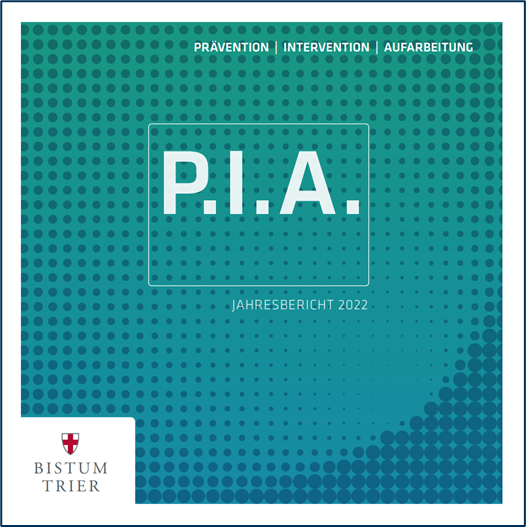 PRÄVENTION | INTERVENTION | AUFARBEITUNG
P.I.A.
JAHRESBERICHT 2022
BISTUM
TRIER